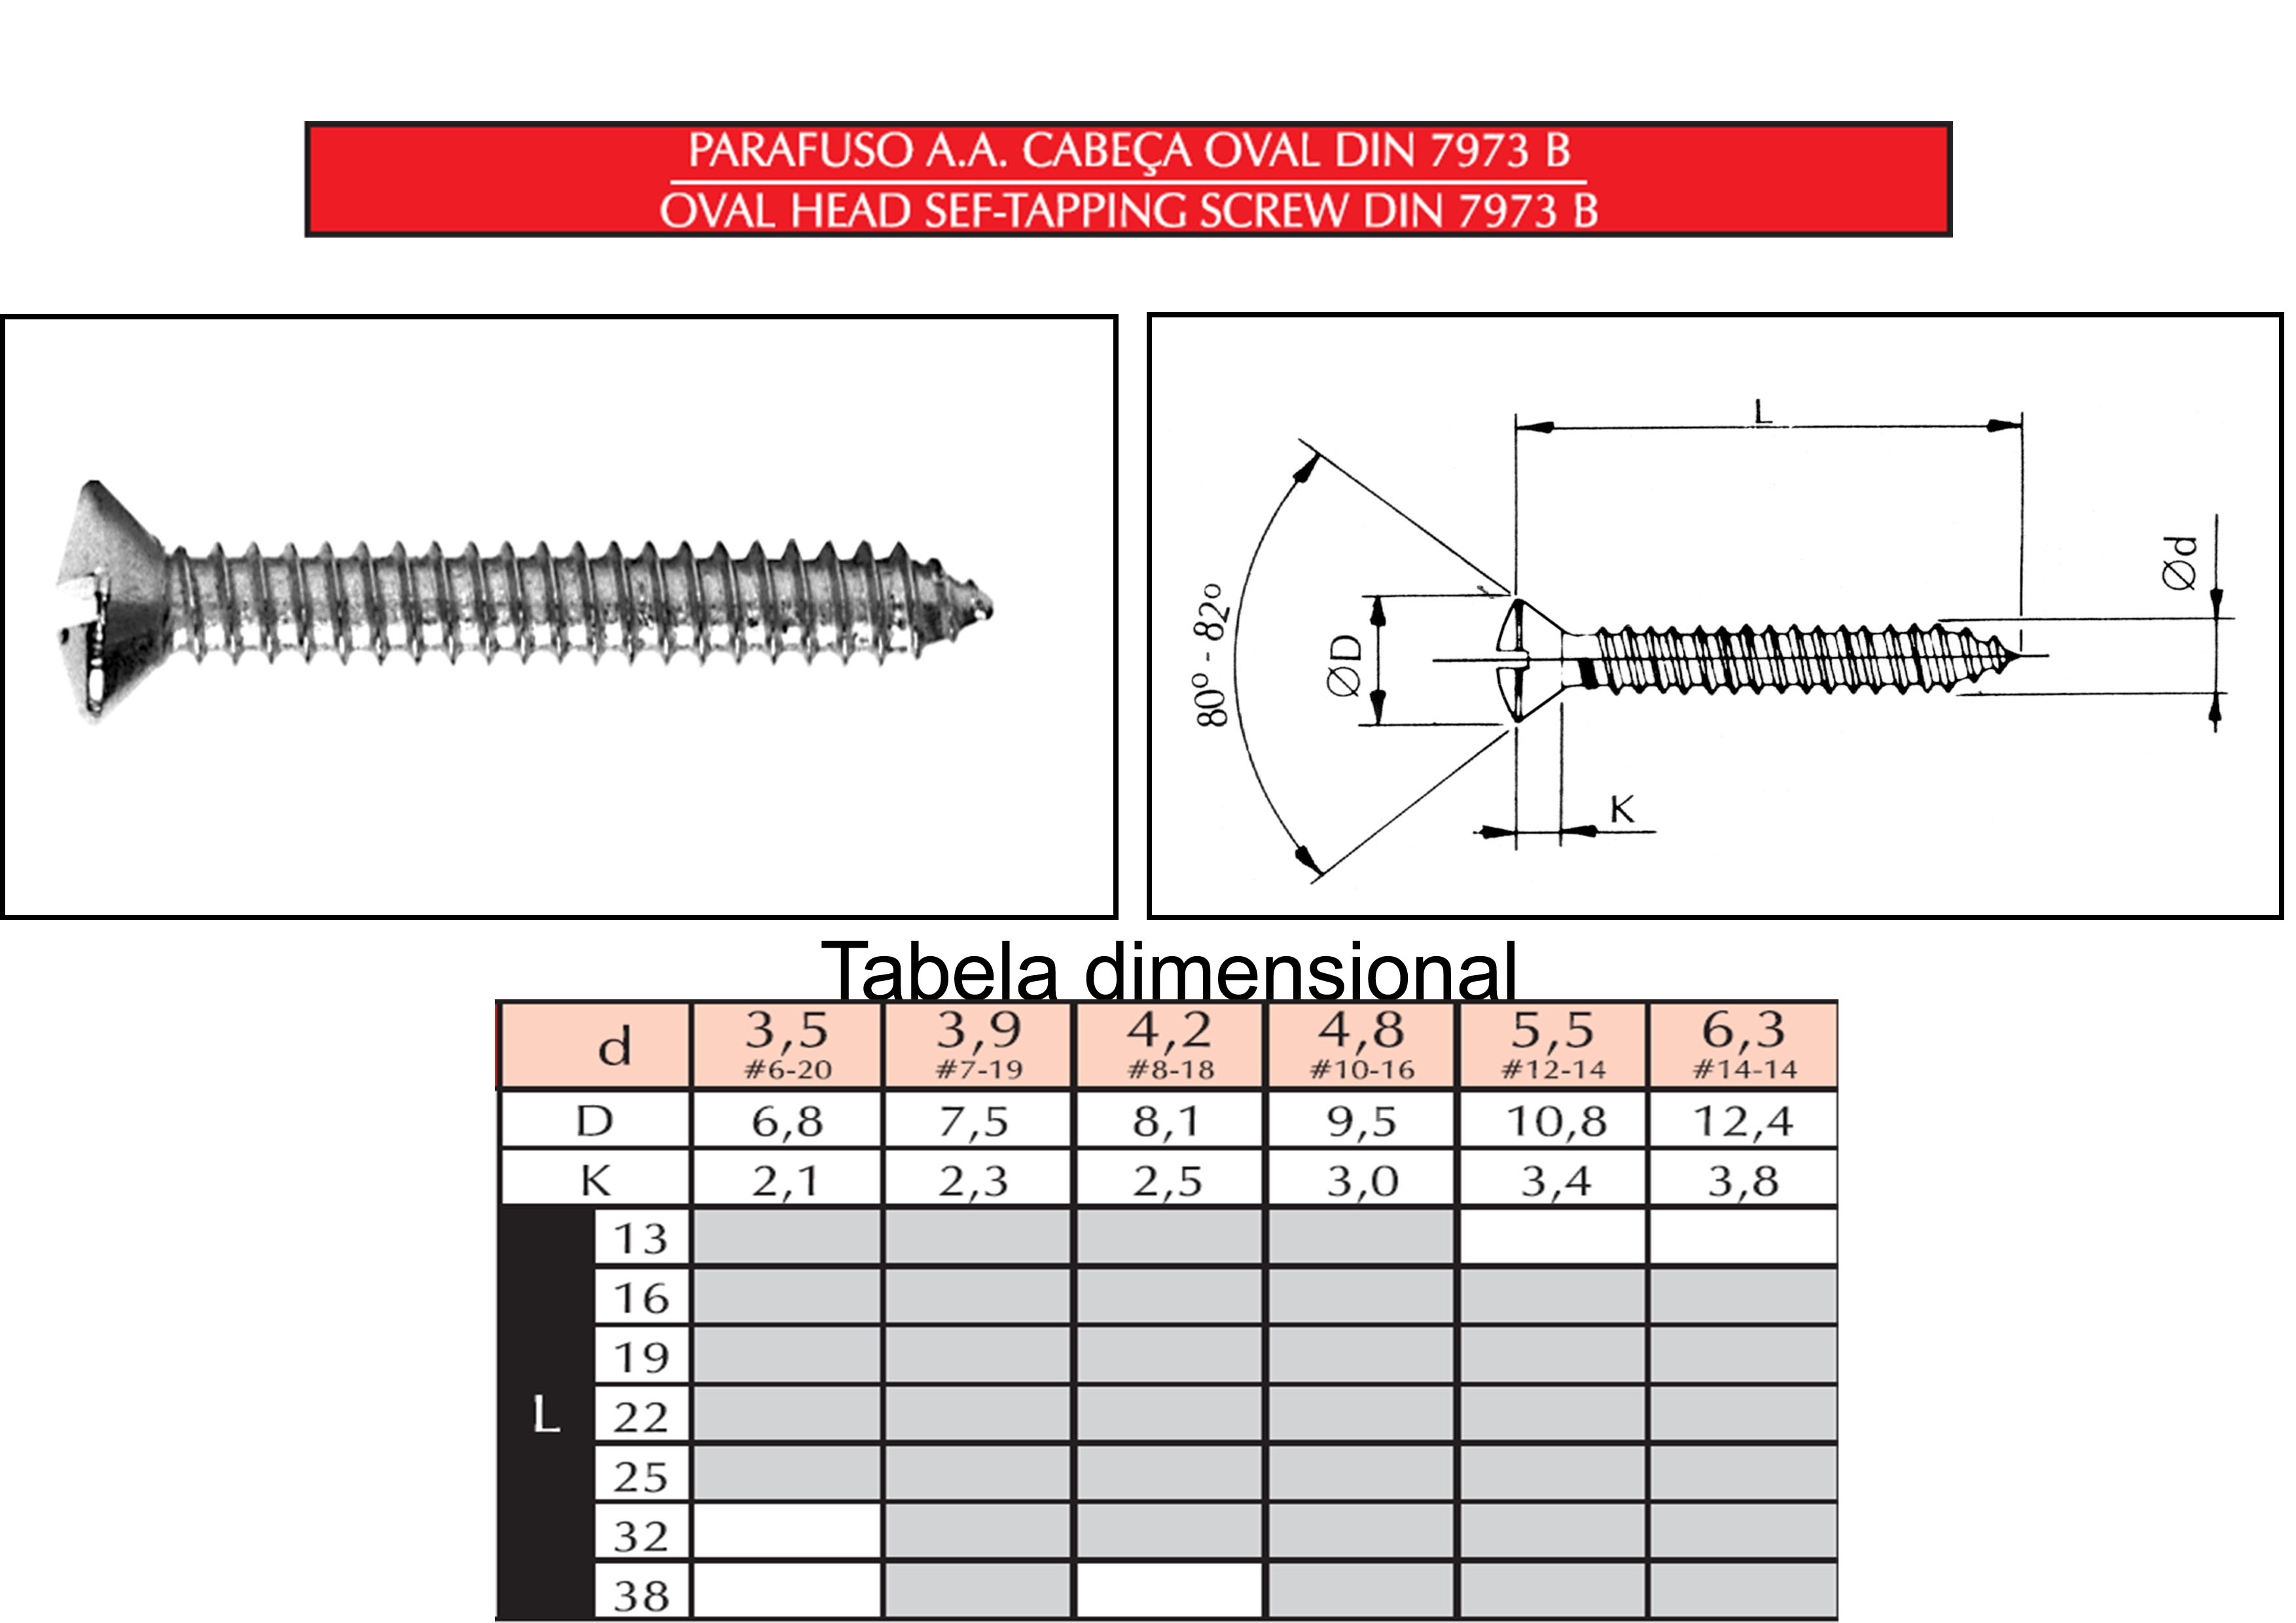 PARAFUSO A.A. CABEÇA OVAL DIN 7973 B
OVAL HEAD SEF-TAPPING SCREW DIN 7973 B
L
Ød
80º - 82º
ØD
K
Tabela dimensional
d 3,5 3,9 4,2 4,8 5,5 6,3
#6-20 #7-19 #8-18 #10-16 #12-14 #14-14
D 6,8 7,5 8,1 9,5 10,8 12,4
K 2,1 2,3 2,5 3,0 3,4 3,8
13
16
19
L 22
25
32
38